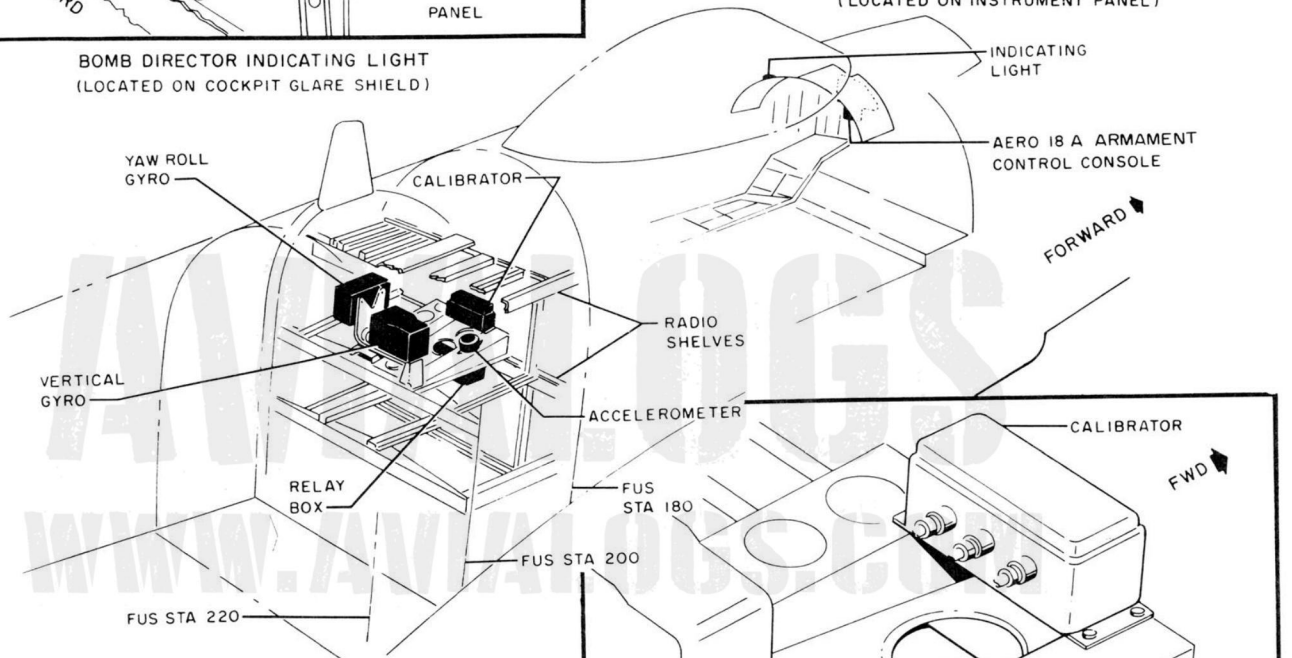 RD
PANEL
(LOCATED ON INSTRUMENT PANEL)
BOMB DIRECTOR INDICATING LIGHT
(LOCATED ON COCKPIT GLARE SHIELD)
INDICATING
LIGHT
AERO 18 A ARMAMENT
CONTROL CONSOLE
YAW ROLL
GYRO
CALIBRATOR
FORWARD
RADIO
SHELVES
VERTICAL
GYRO
ACCELEROMETER
CALIBRATOR
FWD
RELAY
BOX
FUS
STA 180
FUS STA 200
FUS STA 220
AVIALOGS
WWW.AVIALOGS.COM